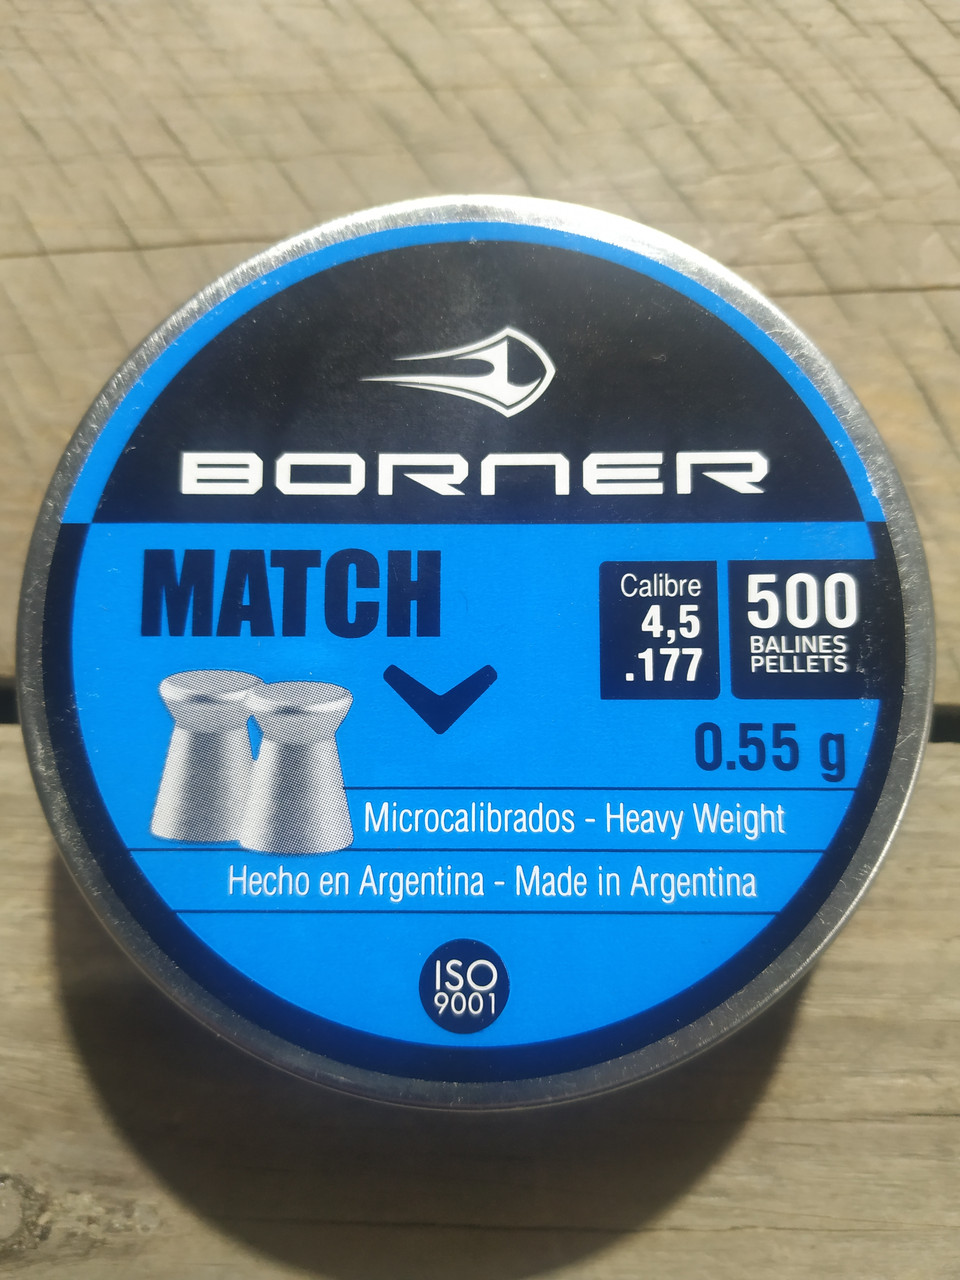 BORNER
MATCH
Calibre
4,5
.177
500
BALINES
PELLETS
0.55 g
Microcalibrados - Heavy Weight
Hecho en Argentina - Made in Argentina
ISO
9001